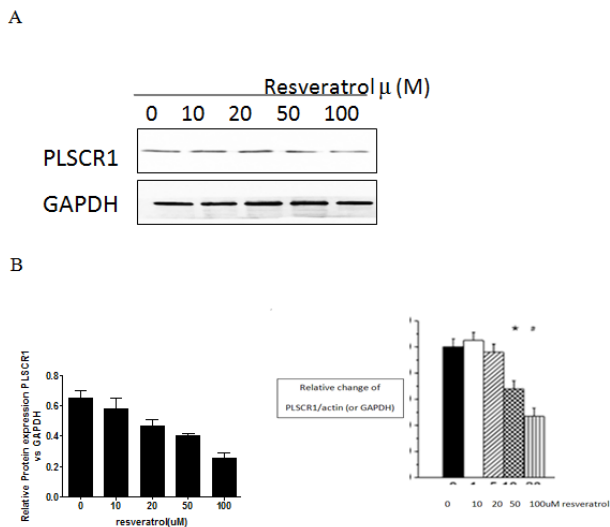 A
Resveratrol μ (M)
0 10 20 50 100
PLSCR1
GAPDH
B
Relative Protein expression PLSCR1
vs GAPDH
0.8
0.6
0.4
0.2
0.0
0 10 20 50 100
resveratrol(uM)
Relative change of
PLSCR1/actin (or GAPDH)
* #
0 10 20 50 100uM resveratrol